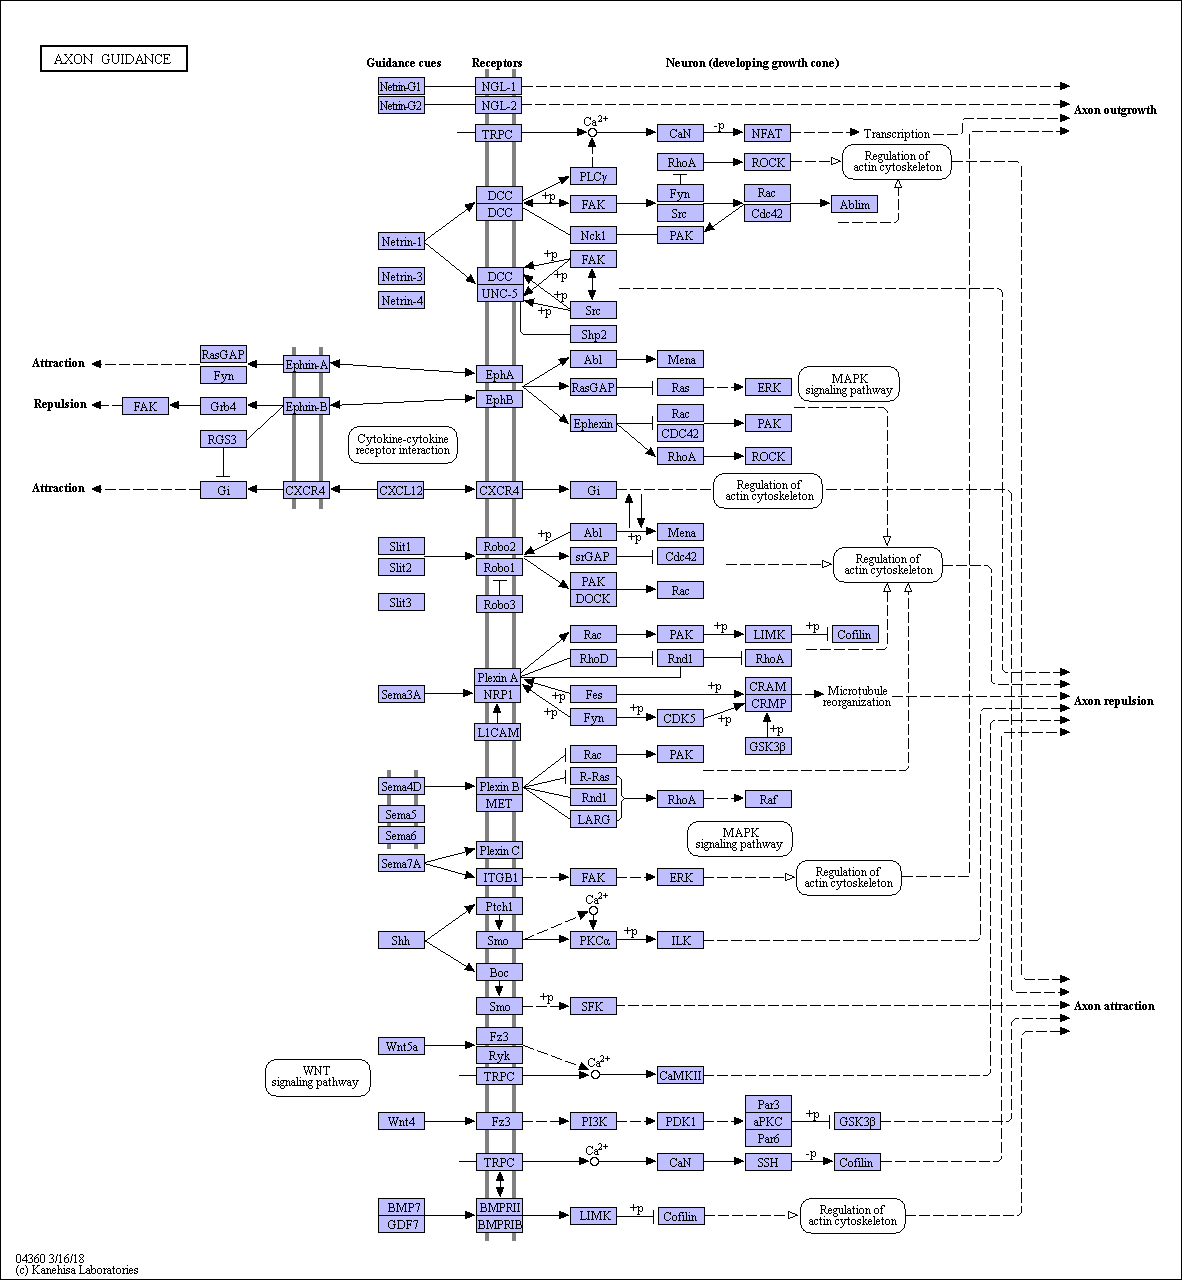 AXON GUIDANCE
Guidance cues Receptors Neuron (developing growth cone)
Netrin-G1 NGL-1
Netrin-G2 NGL-2
Axon outgrowth
Ca2+
TRPC CaN -p NFAT Transcription
RhoA ROCK Regulation of
actin cytoskeleton
PLCγ
DCC +p FAK Fyn Rac Ablim
DCC Src Cdc42
Nck1 PAK
Netrin-1
+p FAK
Netrin-3 DCC +p
UNC-5 +p
Netrin-4
+p Src
Shp2
RasGAP Abl Mena
Attraction Ephrin-A
Fyn EphA MAPK
signaling pathway
RasGAP Ras ERK
Repulsion FAK Grb4 Ephrin-B EphB
Rac
Ephexin PAK
CDC42
RGS3 Cytokine-cytokine
receptor interaction
RhoA ROCK
Attraction Gi CXCR4 CXCL12 CXCR4 Gi Regulation of
actin cytoskeleton
+p Abl +p Mena
Slit1 Robo2 srGAP Cdc42 Regulation of
actin cytoskeleton
Slit2 Robo1
PAK Rac
DOCK
Slit3 Robo3
Rac PAK +p LIMK +p Cofilin
RhoD Rnd1 RhoA
Plexin A
Sema3A NRP1 Fes +p CRAM Microtubule
reorganization
CRMP
Axon repulsion
+p Fyn +p CDK5 +p
L1CAM +p
GSK3β
Rac PAK
R-Ras
Sema4D Plexin B
MET Rnd1 RhoA Raf
Sema5
LARG
Sema6 MAPK
signaling pathway
Plexin C
Sema7A
ITGB1 FAK ERK Regulation of
actin cytoskeleton
Ca2+
Ptch1
Shh Smo PKCα +p ILK
Boc
Smo +p SFK
Axon attraction
Fz3
Wnt5a Ryk
Ca2+
WNT
signaling pathway
TRPC CaMKII
Par3
Wnt4 Fz3 PI3K PDK1 aPKC +p GSK3β
Par6
Ca2+
TRPC CaN SSH -p Cofilin
BMP7 BMPRII
GDF7 BMPRIB
LIMK +p Cofilin Regulation of
actin cytoskeleton
04360 3/16/18
(c) Kanehisa Laboratories